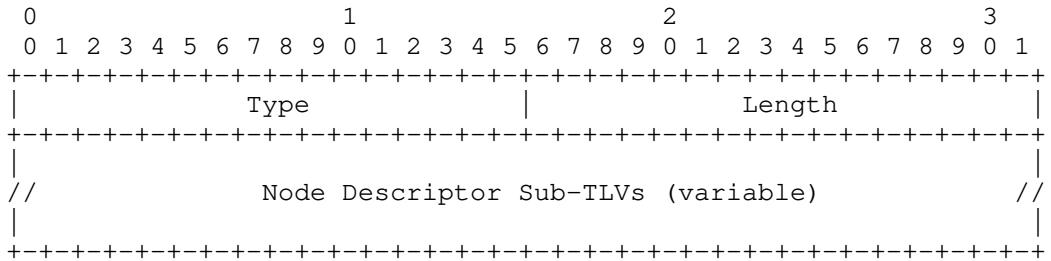 0                   1                   2                   3
 0 1 2 3 4 5 6 7 8 9 0 1 2 3 4 5 6 7 8 9 0 1 2 3 4 5 6 7 8 9 0 1
+-+-+-+-+-+-+-+-+-+-+-+-+-+-+-+-+-+-+-+-+-+-+-+-+-+-+-+-+-+-+-+-+
|              Type             |             Length            |
+-+-+-+-+-+-+-+-+-+-+-+-+-+-+-+-+-+-+-+-+-+-+-+-+-+-+-+-+-+-+-+-+
|                                                               |
//              Node Descriptor Sub-TLVs (variable)            //
|                                                               |
+-+-+-+-+-+-+-+-+-+-+-+-+-+-+-+-+-+-+-+-+-+-+-+-+-+-+-+-+-+-+-+-+